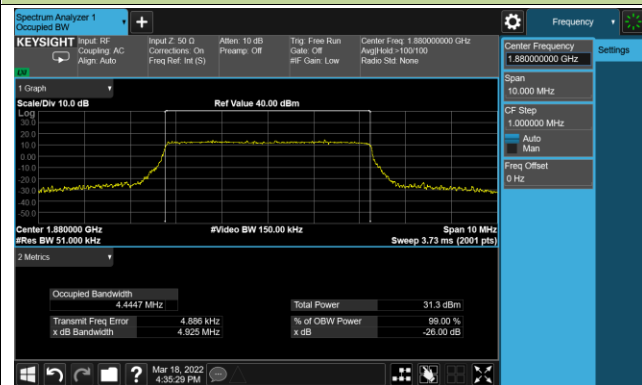 Spectrum Analyzer 1
Occupied BW
Frequency
KEYSIGHT
Input: RF
Coupling: AC
Align: Auto
Input Z: 50 Ω
Corrections: On
Freq Ref: Int (S)
Atten: 10 dB
Preamp: Off
Trig: Free Run
Gate: Off
#IF Gain: Low
Center Freq: 1.880000000 GHz
Avg|Hold:>100/100
Radio Std: None
Center Frequency
1.880000000 GHz
Settings
Span
10.000 MHz
CF Step
1.000000 MHz
Auto
Man
Freq Offset
0 Hz
1 Graph
Scale/Div 10.0 dB
Ref Value 40.00 dBm
Log
30.0
20.0
10.0
0.00
-10.0
-20.0
-30.0
-40.0
-50.0
Center 1.880000 GHz
#Video BW 150.00 kHz
Span 10 MHz
#Res BW 51.000 kHz
Sweep 3.73 ms (2001 pts)
2 Metrics
Occupied Bandwidth
4.4447 MHz
Total Power 31.3 dBm
Transmit Freq Error 4.886 kHz
% of OBW Power 99.00 %
x dB Bandwidth 4.925 MHz
x dB -26.00 dB
Mar 18, 2022
4:35:29 PM